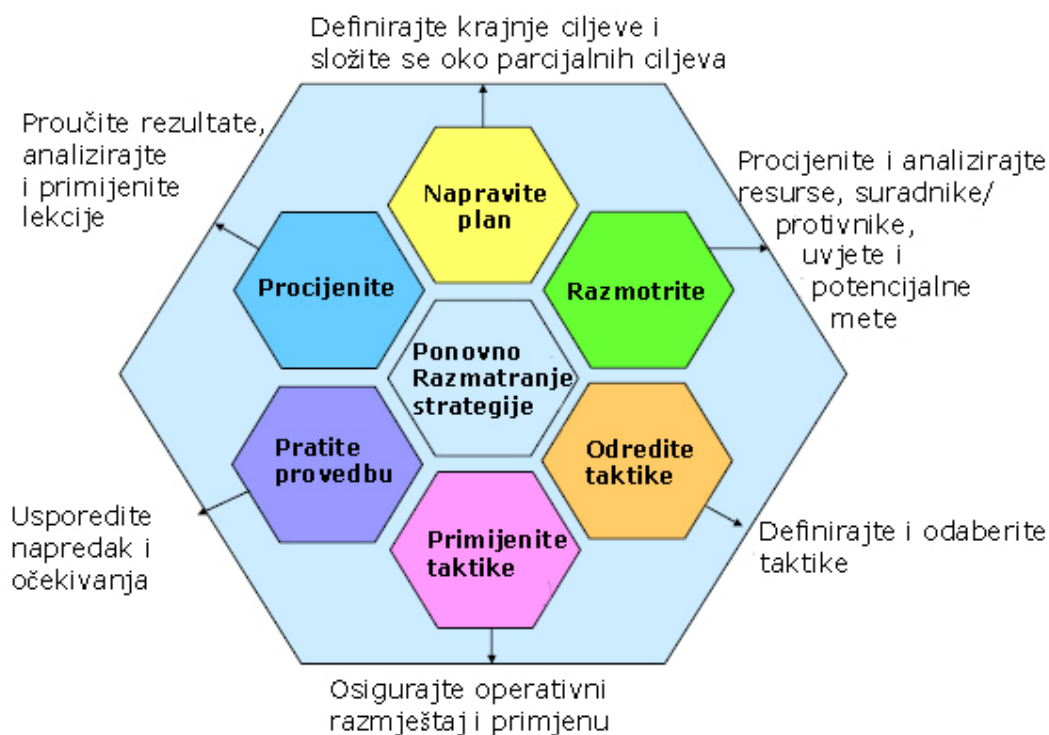 Definirajte krajnje ciljeve i
složite se oko parcijalnih ciljeva
Proučite rezultate,
analizirajte
i primijenite
lekcije
Procijenite i analizirajte
resurse, suradnike/
protivnike,
uvjete i
potencijalne
mete
Napravite
plan
Procijenite
Razmotrite
Ponovno
Razmatranje
strategije
Pratite
provedbu
Odredite
taktike
Primijenite
taktike
Usporedite
napredak i
očekivanja
Definirajte i odaberite
taktike
Osigurajte operativni
razmještaj i primjenu